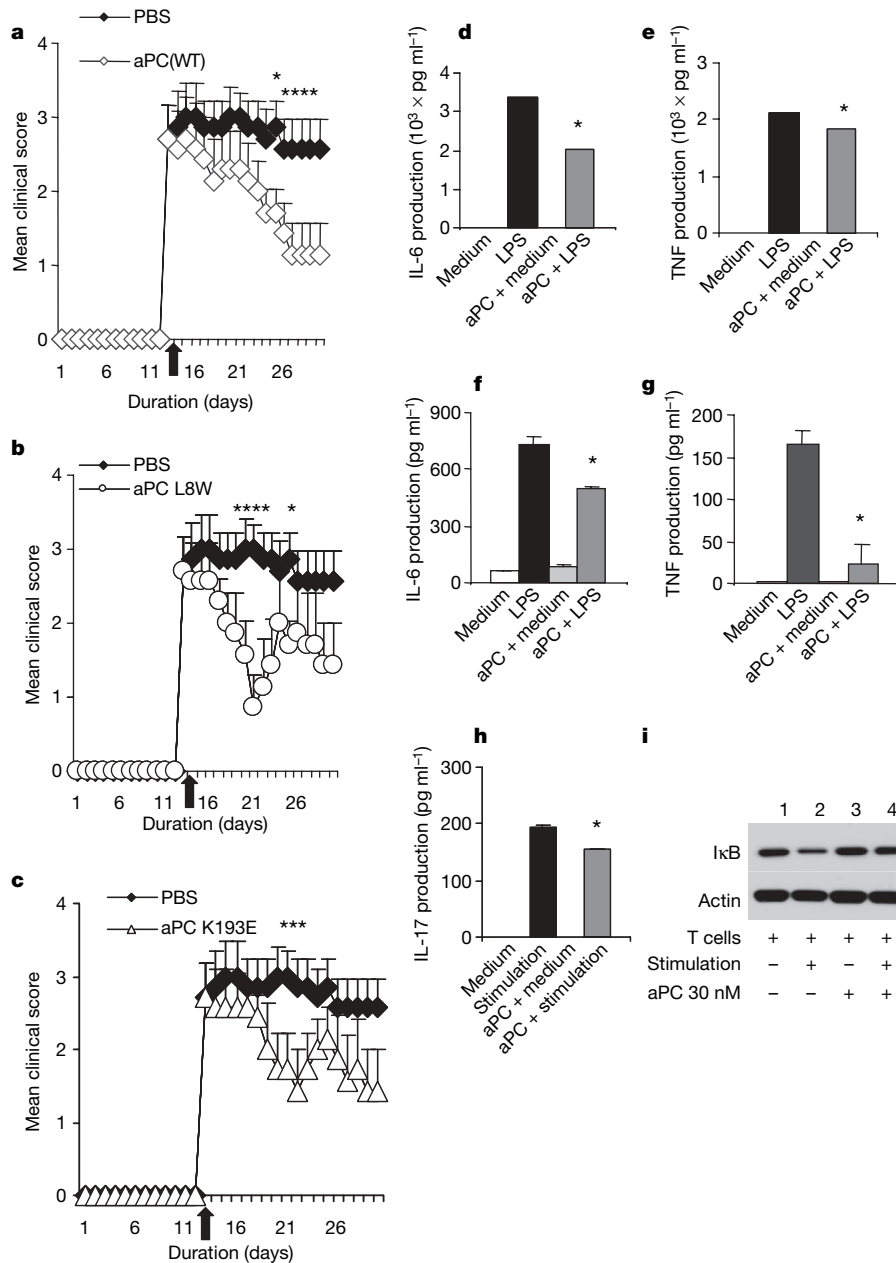 a
PBS
aPC(WT)
4
3
2
1
0
Mean clinical score
*
****
1 6 11 16 21 26
Duration (days)
b
PBS
aPC L8W
4
3
2
1
0
Mean clinical score
**** *
1 6 11 16 21 26
Duration (days)
c
PBS
aPC K193E
4
3
2
1
0
Mean clinical score
***
1 6 11 16 21 26
Duration (days)
d
IL-6 production (10³ × pg ml⁻¹)
4
3
2
1
0
*
Medium
LPS
aPC + medium
aPC + LPS
e
TNF production (10³ × pg ml⁻¹)
3
2
1
0
*
Medium
LPS
aPC + medium
aPC + LPS
f
IL-6 production (pg ml⁻¹)
900
600
300
0
*
Medium
LPS
aPC + medium
aPC + LPS
g
TNF production (pg ml⁻¹)
200
150
100
50
0
*
Medium
LPS
aPC + medium
aPC + LPS
h
IL-17 production (pg ml⁻¹)
300
200
100
0
*
Medium
Stimulation
aPC + medium
aPC + stimulation
i
1 2 3 4
IκB
Actin
T cells + + + +
Stimulation – + – +
aPC 30 nM – – + +